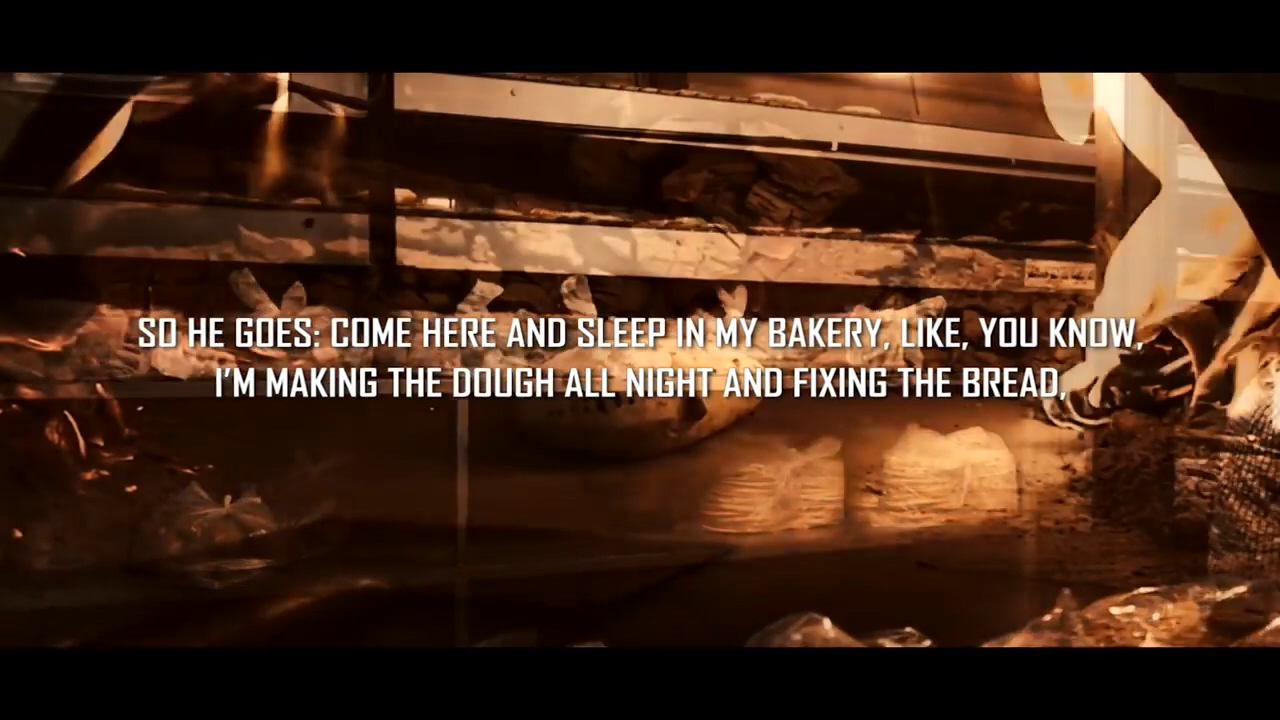 SO HE GOES: COME HERE AND SLEEP IN MY BAKERY, LIKE, YOU KNOW,
I'M MAKING THE DOUGH ALL NIGHT AND FIXING THE BREAD,